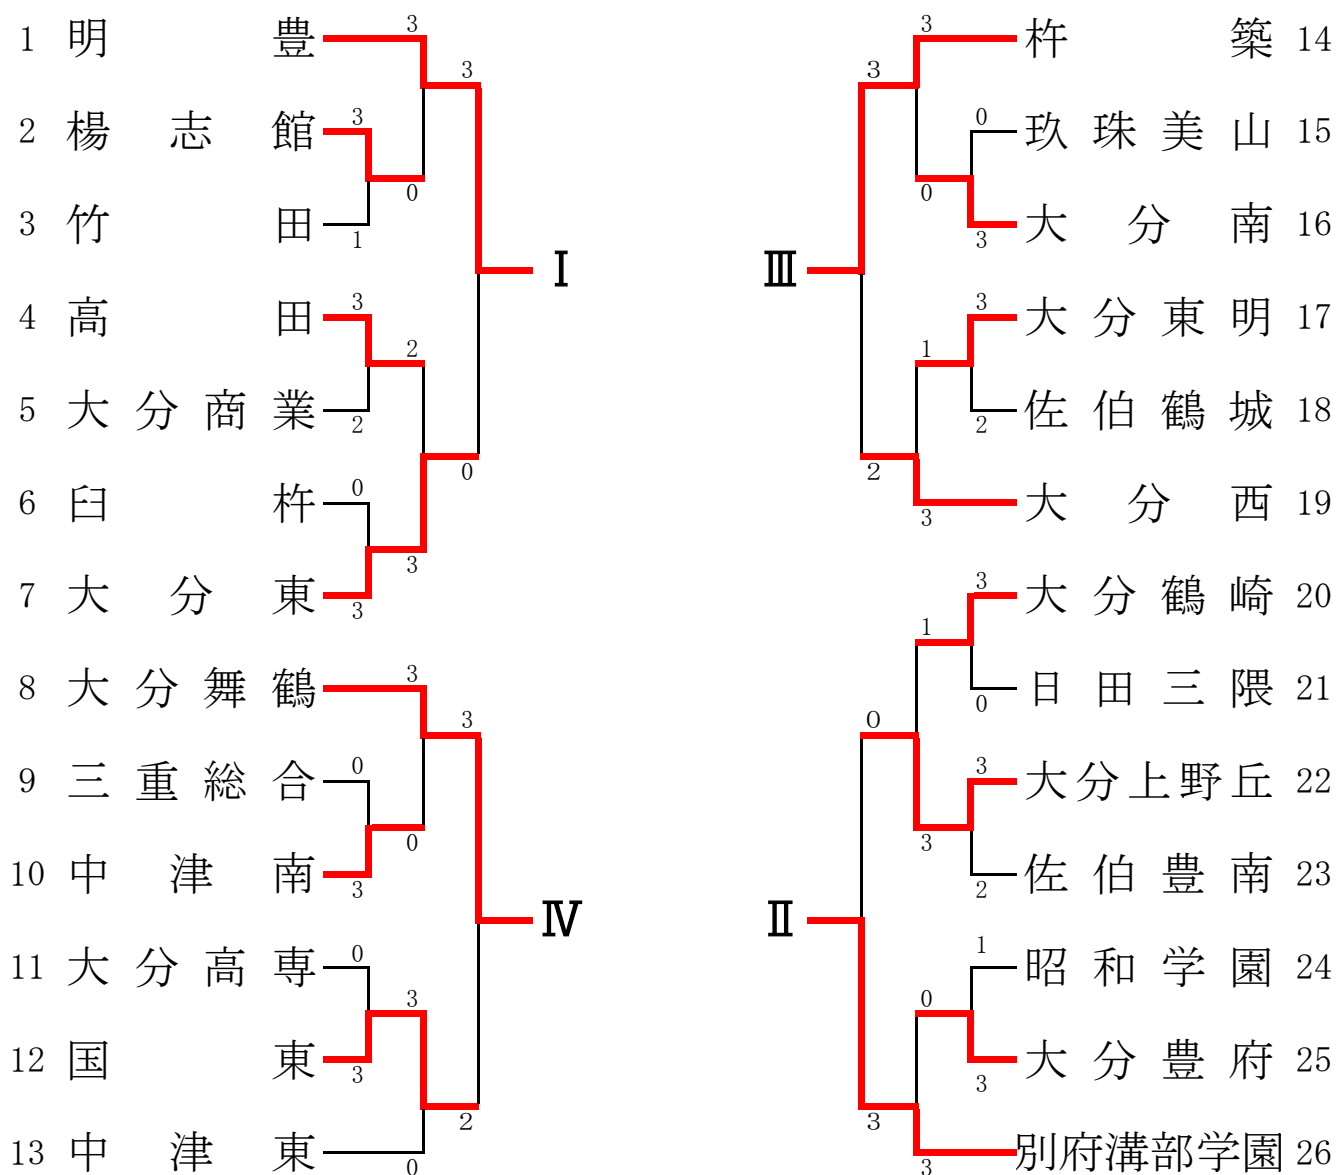 3 3
1 明豊 杵築 14
3 3
2 楊志館 3 0 玖珠美山 15
0 0
3 竹田 1 3 大分南 16
Ⅰ Ⅲ
4 高田 3 3 大分東明 17
2 1
5 大分商業 2 2 佐伯鶴城 18
0 2
6 臼杵 0 3 大分西 19
3
7 大分東 3 3 大分鶴崎 20
1
8 大分舞鶴 3 0 日田三隈 21
3 0
9 三重総合 0 3 大分上野丘 22
0 3
10 中津南 3 2 佐伯豊南 23
Ⅳ Ⅱ
11 大分高専 0 1 昭和学園 24
3 0
12 国東 3 3 大分豊府 25
2 3
13 中津東 0 3 別府溝部学園 26